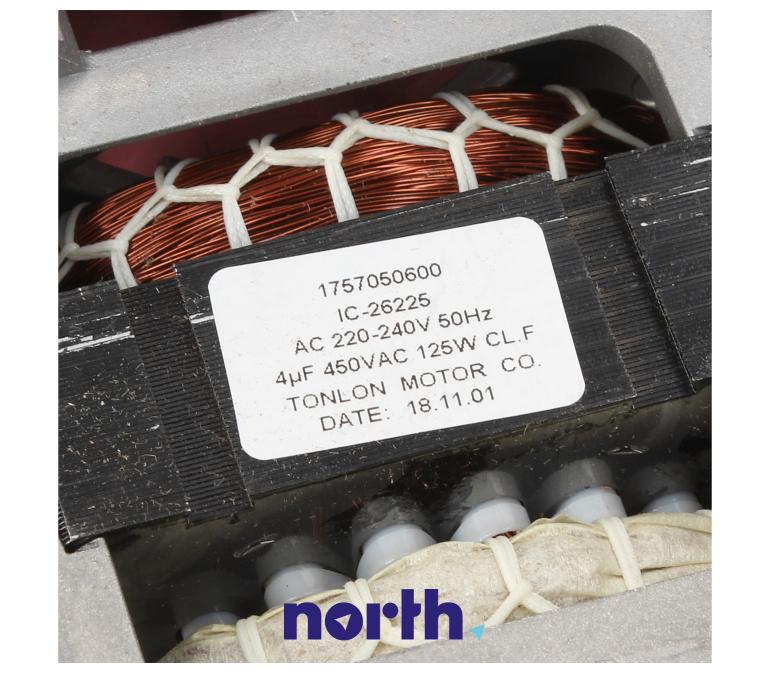 1757050600
IC-26225
AC 220-240V 50Hz
4µF 450VAC 125W CL.F
TONLON MOTOR CO.
DATE: 18.11.01
north